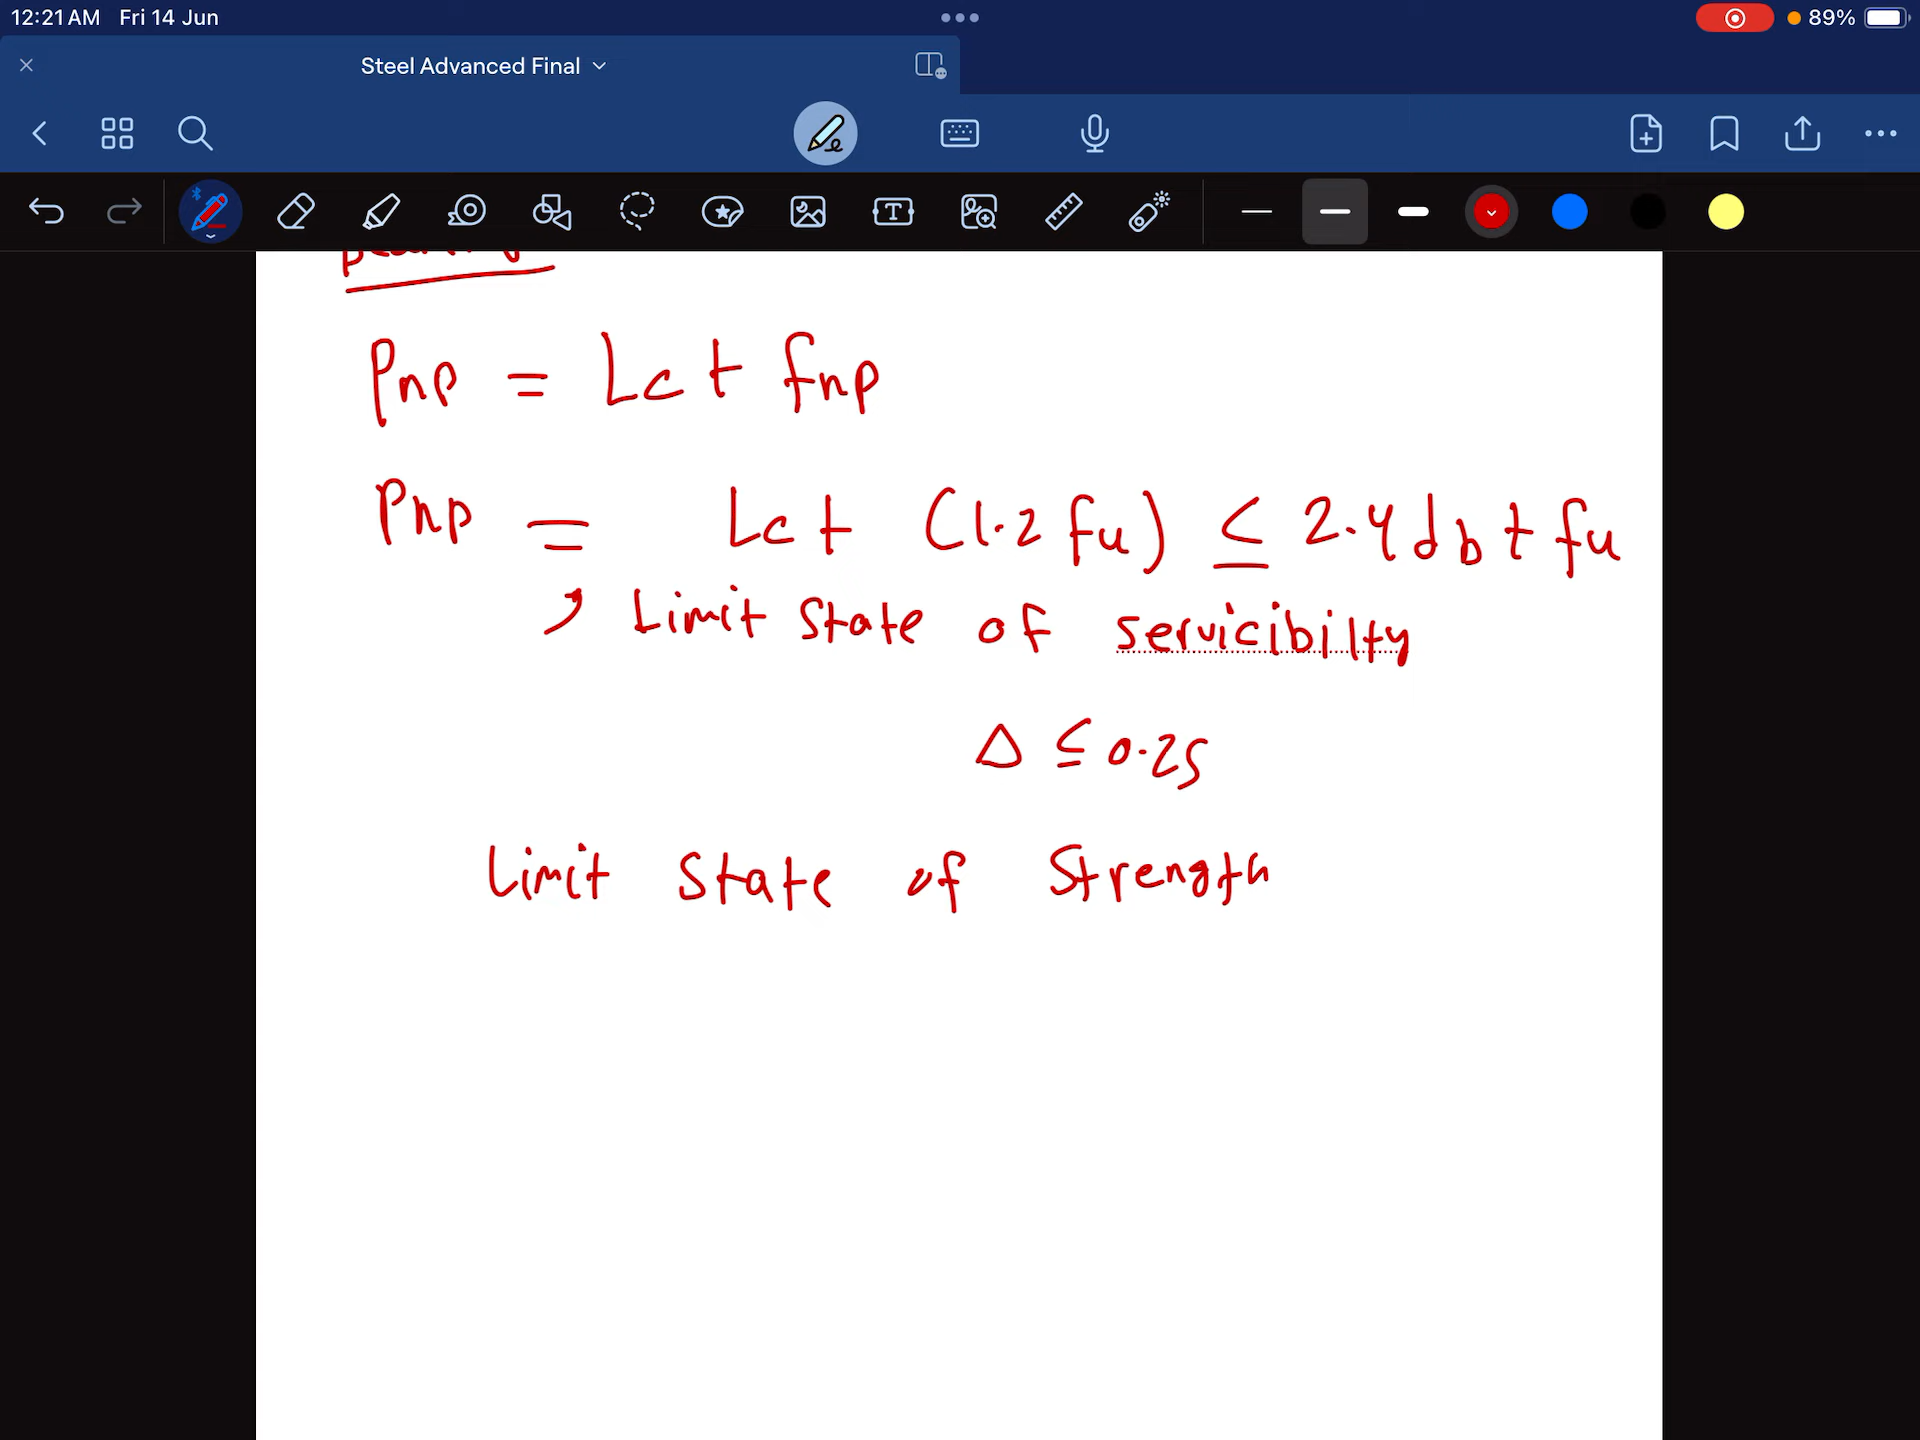 12:21 AM Fri 14 Jun 89%
Steel Advanced Final
Pnp = Lc t fnp
Pnp = Lc t (1.2 fu) ≤ 2.4 db t fu
Limit State of servicibilty
Δ ≤ 0.25
Limit State of Strength